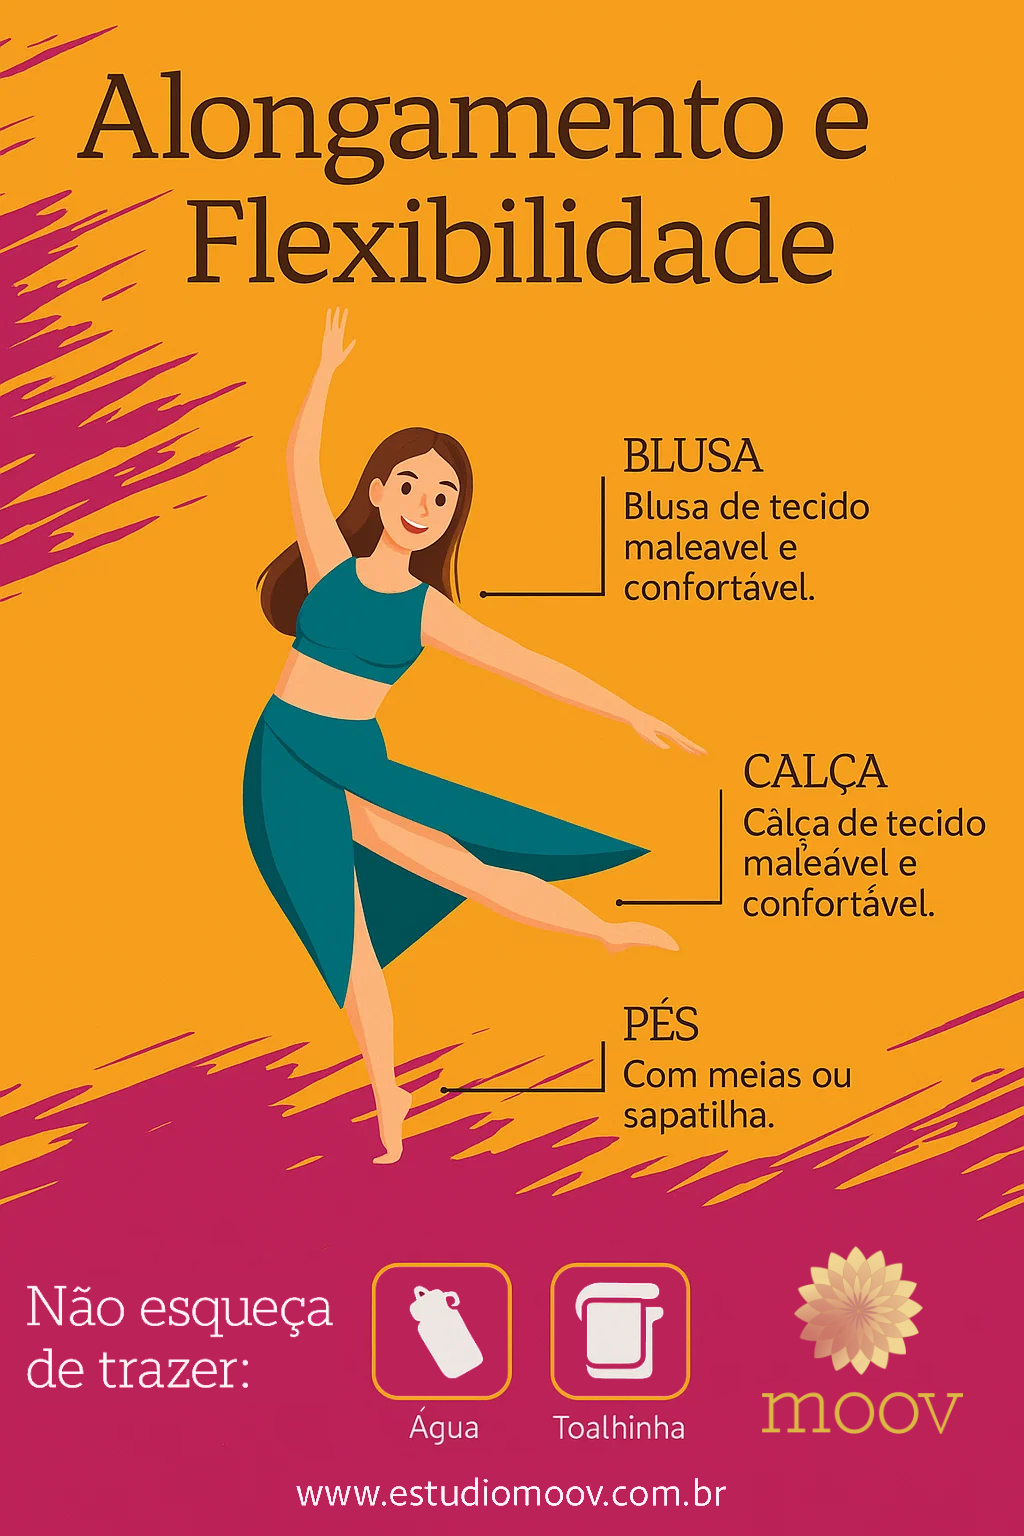 Alongamento e
Flexibilidade
BLUSA
Blusa de tecido
maleavel e
confortável.
CALÇA
Câlça de tecido
maleável e
confortável.
PÉS
Com meias ou
sapatilha.
Não esqueça
de trazer:
Água
Toalhinha
moov
www.estudiomoov.com.br